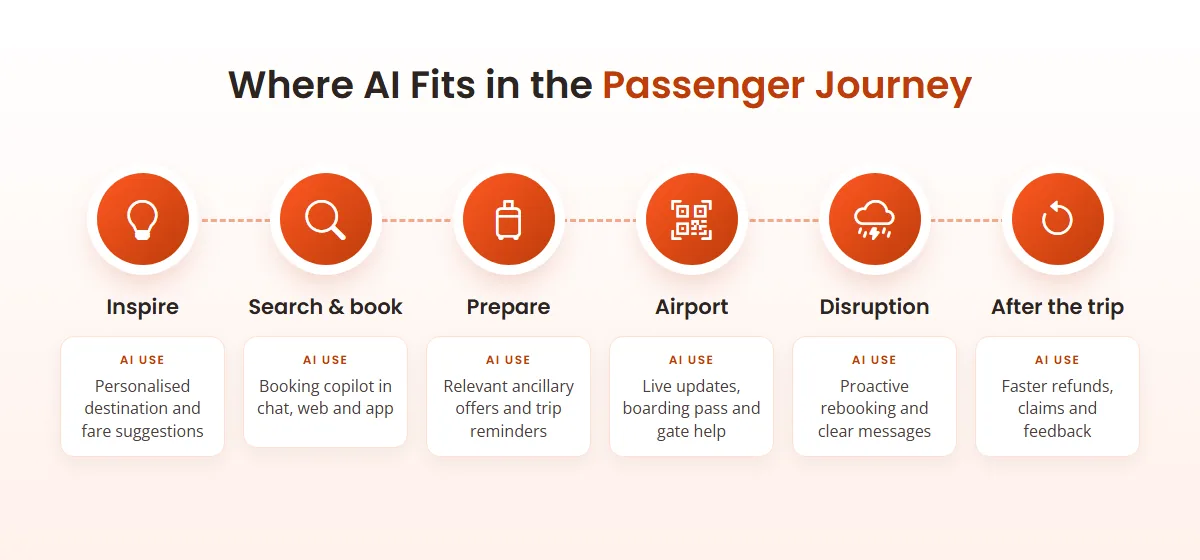 Where AI Fits in the Passenger Journey
Inspire
AI USE
Personalised
destination and
fare suggestions
Search & book
AI USE
Booking copilot in
chat, web and app
Prepare
AI USE
Relevant ancillary
offers and trip
reminders
Airport
AI USE
Live updates,
boarding pass and
gate help
Disruption
AI USE
Proactive
rebooking and
clear messages
After the trip
AI USE
Faster refunds,
claims and
feedback